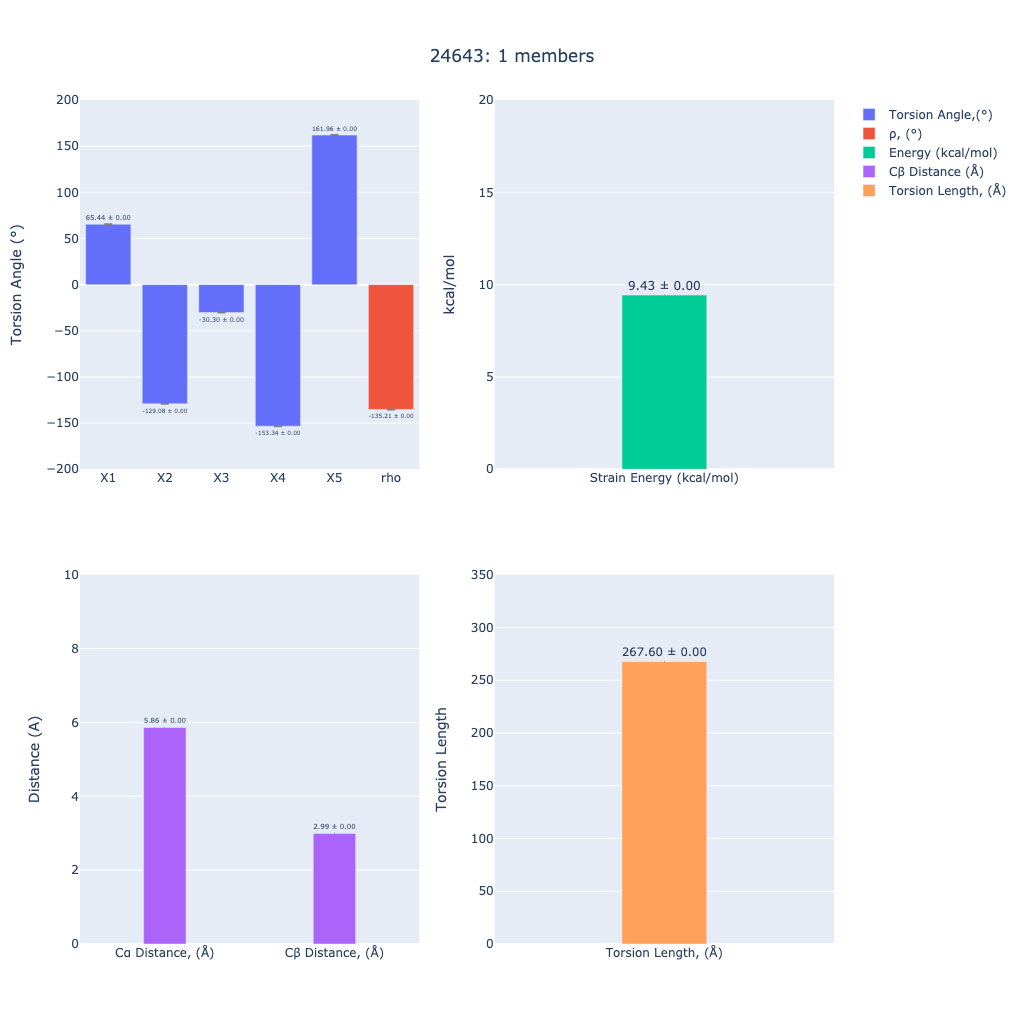 24643: 1 members
Torsion Angle (°)
200
150
100
50
0
−50
−100
−150
−200
65.44 ± 0.00
-129.08 ± 0.00
-30.30 ± 0.00
-153.34 ± 0.00
161.96 ± 0.00
-135.21 ± 0.00
X1 X2 X3 X4 X5 rho
kcal/mol
20
15
10
5
0
9.43 ± 0.00
Strain Energy (kcal/mol)
Torsion Angle,(°)
ρ, (°)
Energy (kcal/mol)
Cβ Distance (Å)
Torsion Length, (Å)
Distance (A)
10
8
6
4
2
0
5.86 ± 0.00
2.99 ± 0.00
Cα Distance, (Å) Cβ Distance, (Å)
Torsion Length
350
300
250
200
150
100
50
0
267.60 ± 0.00
Torsion Length, (Å)